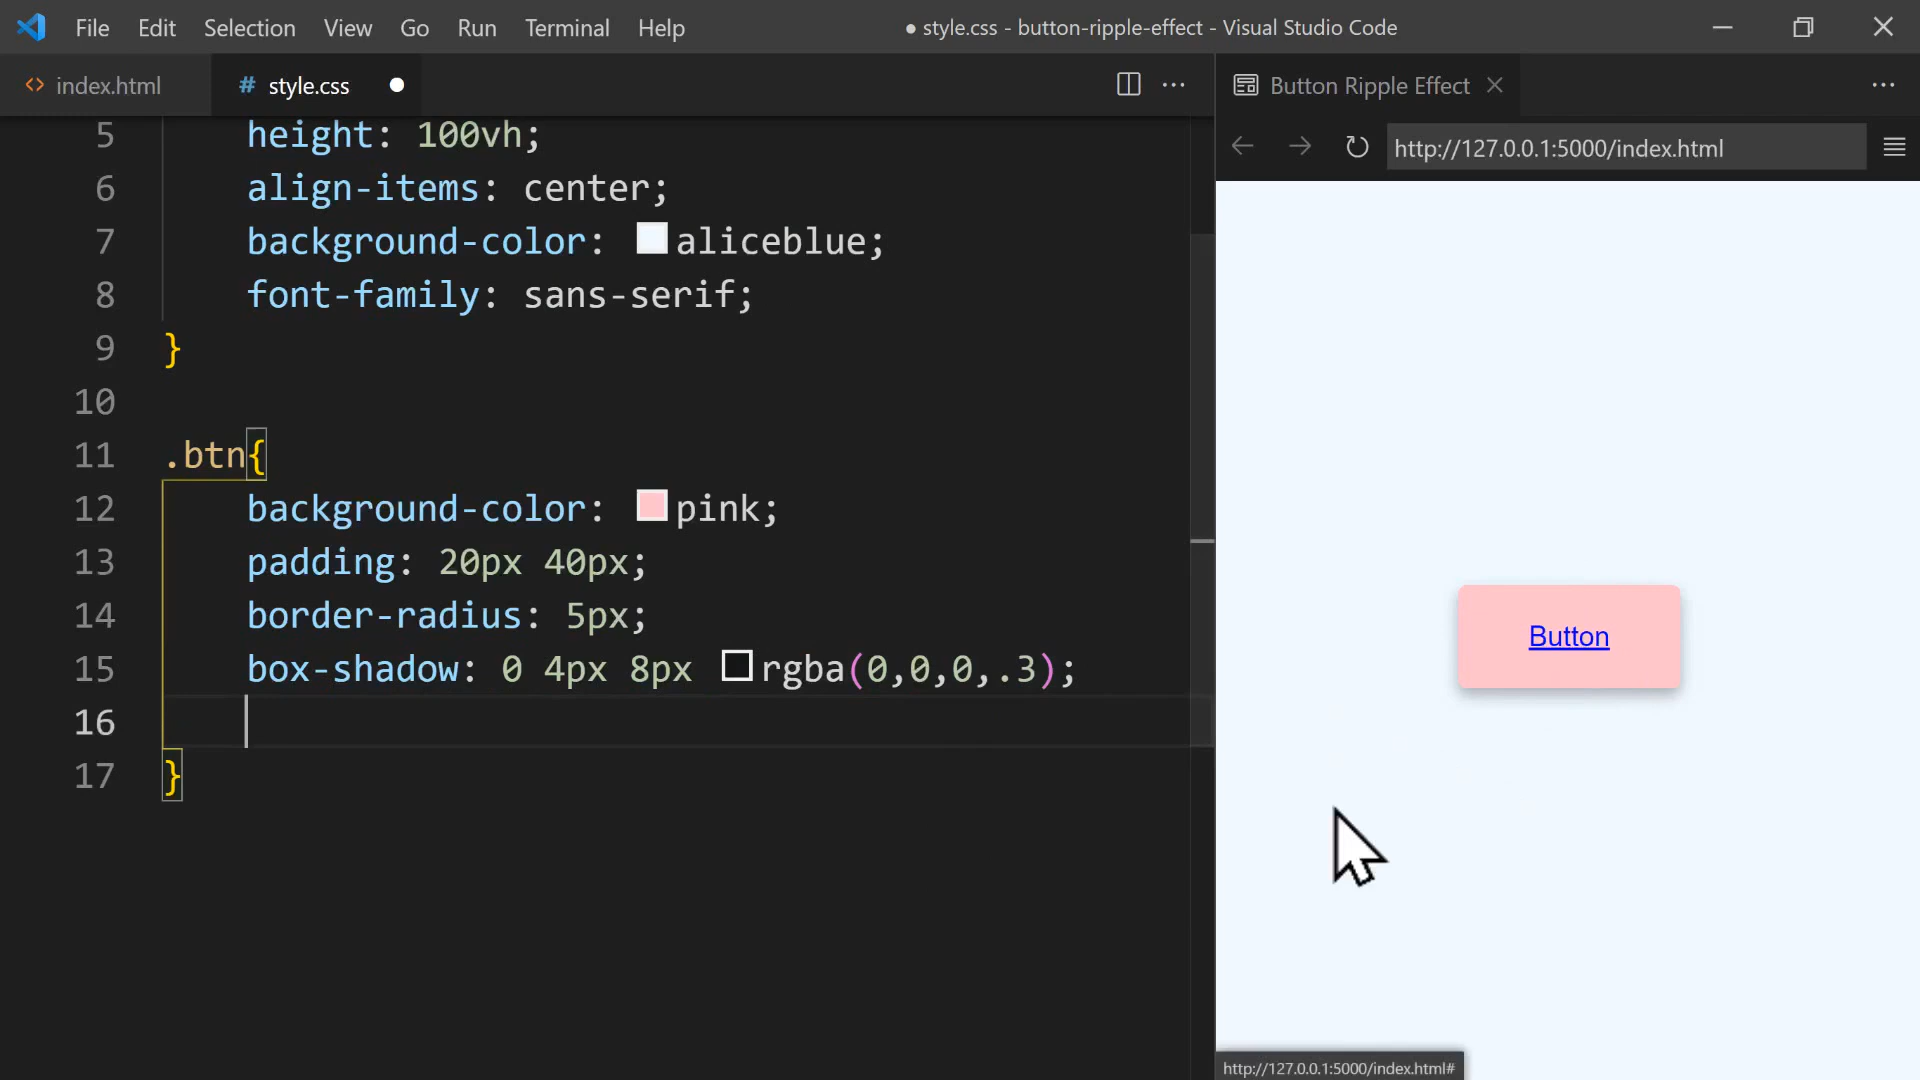 File Edit Selection View Go Run Terminal Help
● style.css - button-ripple-effect - Visual Studio Code
<> index.html
# style.css ●
Button Ripple Effect
http://127.0.0.1:5000/index.html
5 height: 100vh;
6 align-items: center;
7 background-color: aliceblue;
8 font-family: sans-serif;
9 }
10
11 .btn{
12 background-color: pink;
13 padding: 20px 40px;
14 border-radius: 5px;
15 box-shadow: 0 4px 8px rgba(0,0,0,.3);
16
17 }
Button
http://127.0.0.1:5000/index.html#